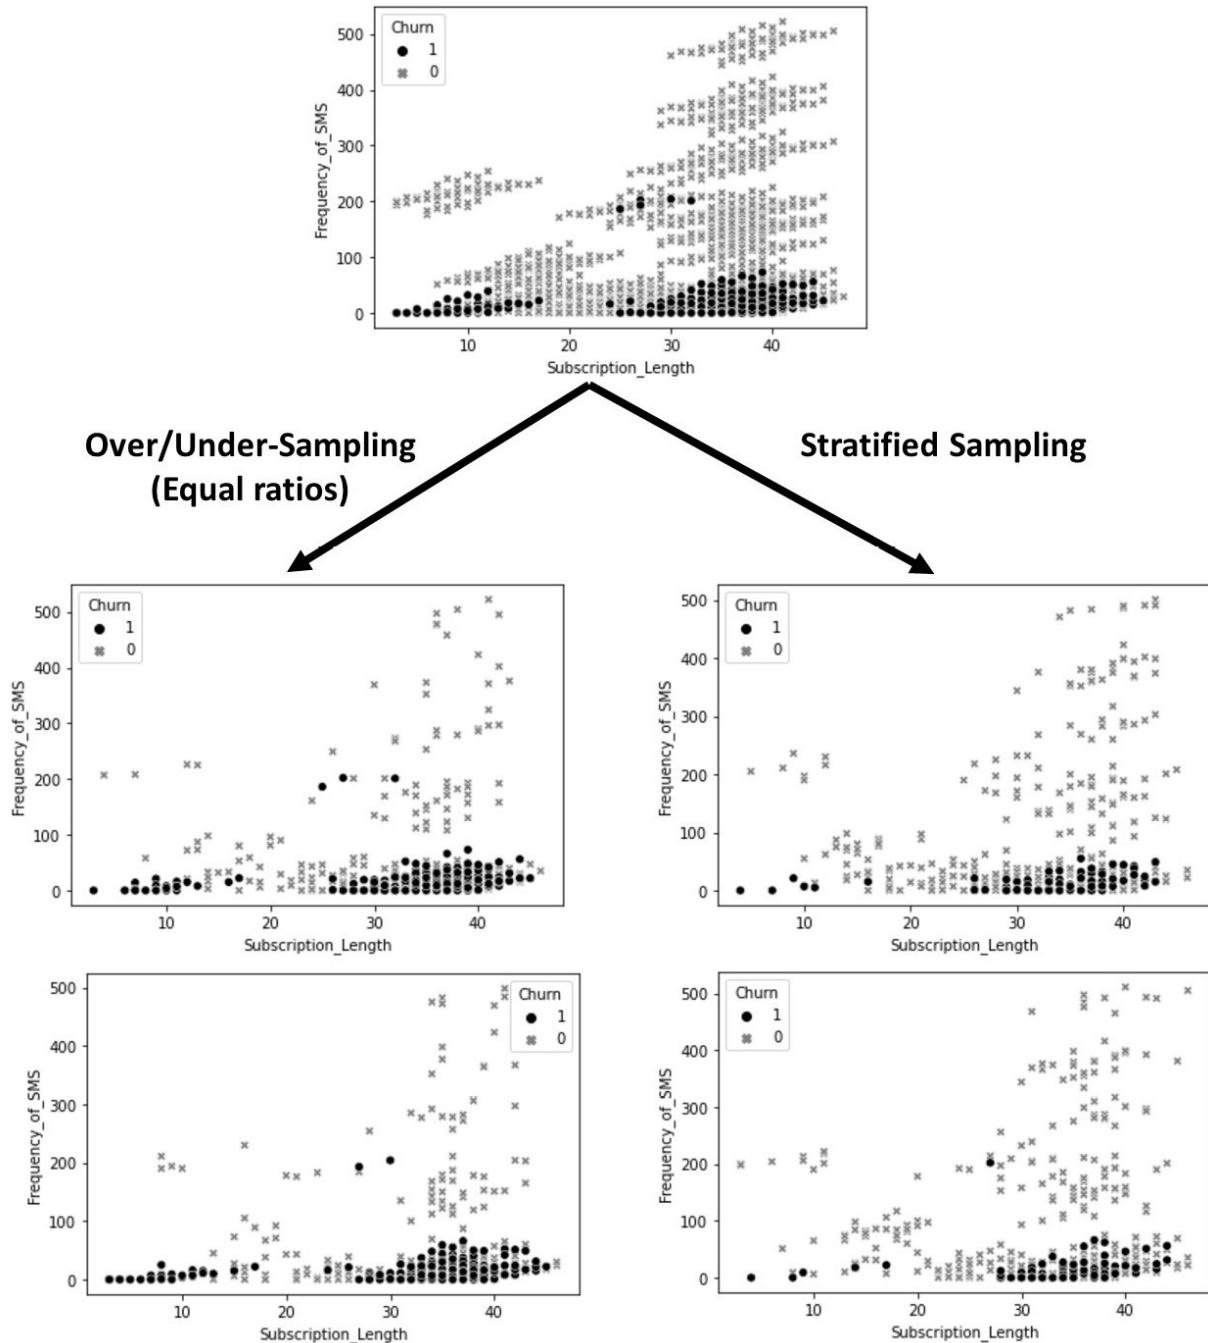 Churn
1
0
500
400
300
200
100
0
Frequency_of_SMS
10 20 30 40
Subscription_Length
Over/Under-Sampling
(Equal ratios)
Stratified Sampling
Churn
1
0
500
400
300
200
100
0
Frequency_of_SMS
10 20 30 40
Subscription_Length
Churn
1
0
500
400
300
200
100
0
Frequency_of_SMS
10 20 30 40
Subscription_Length
Churn
1
0
500
400
300
200
100
0
Frequency_of_SMS
10 20 30 40
Subscription_Length
Churn
1
0
500
400
300
200
100
0
Frequency_of_SMS
10 20 30 40
Subscription_Length